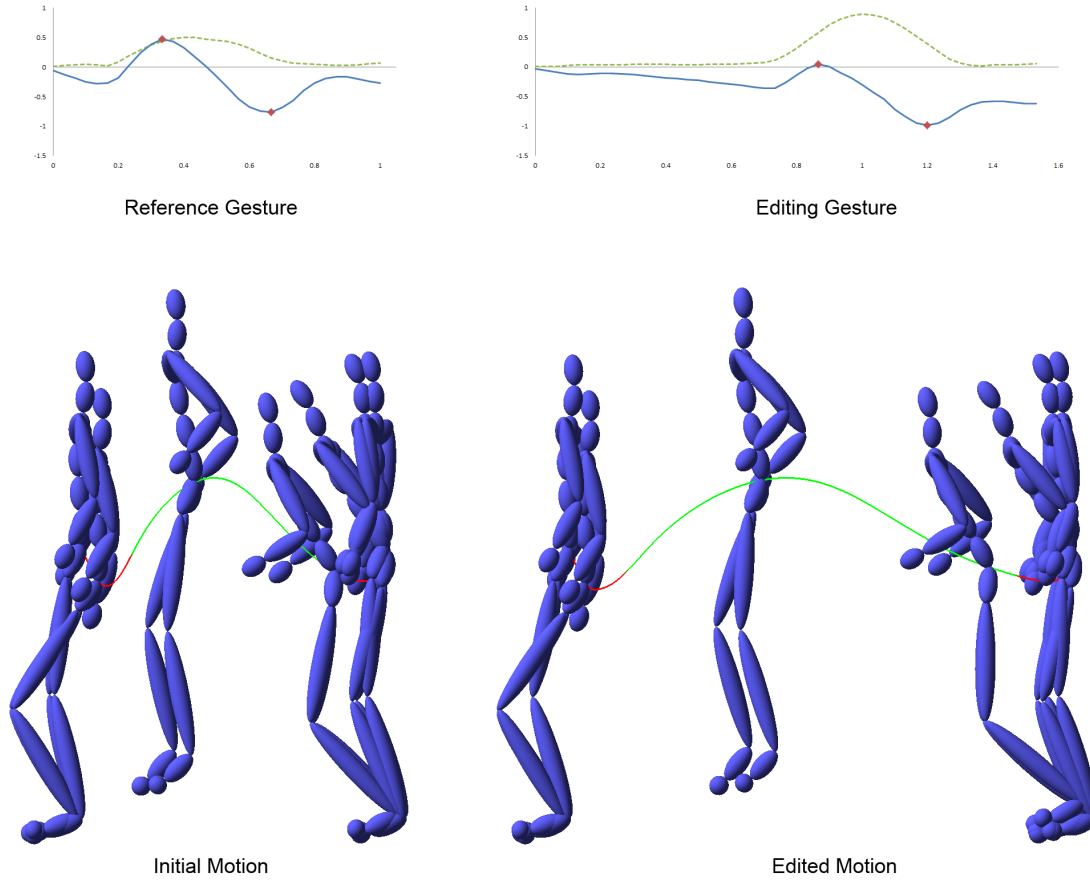 1
0.5
0
-0.5
-1
-1.5
0 0.2 0.4 0.6 0.8 1
Reference Gesture
1
0.5
0
-0.5
-1
-1.5
0 0.2 0.4 0.6 0.8 1 1.2 1.4 1.6
Editing Gesture
Initial Motion
Edited Motion